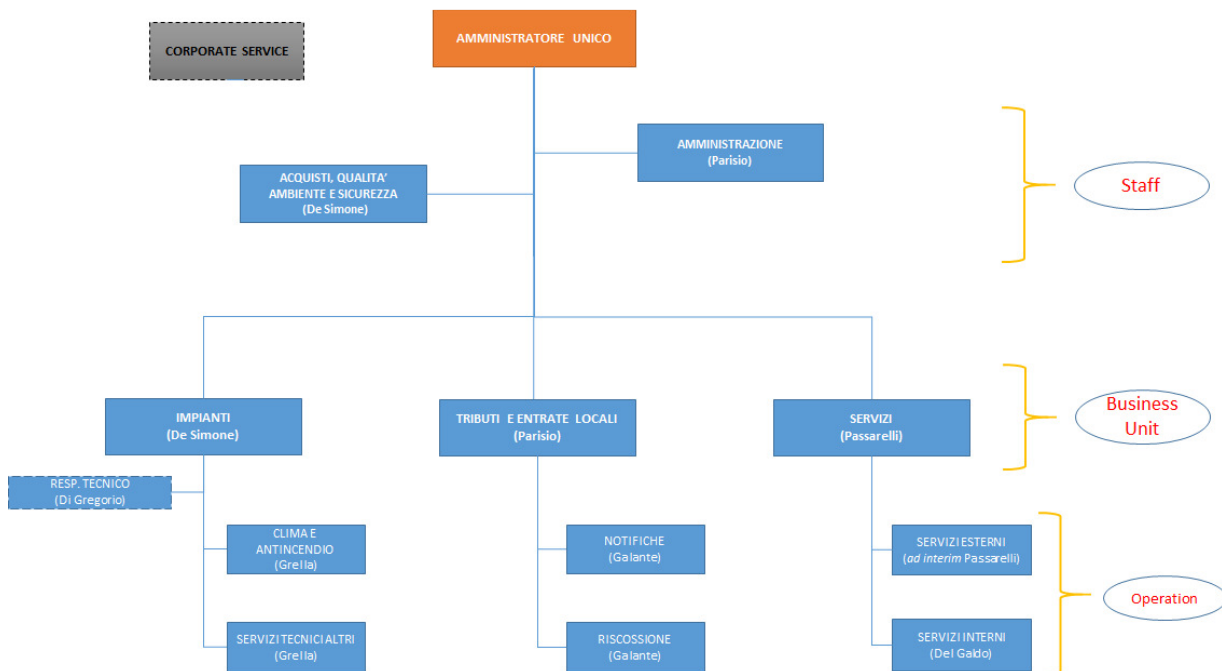 CORPORATE SERVICE
AMMINISTRATORE UNICO
AMMINISTRAZIONE
(Parisio)
ACQUISTI, QUALITA'
AMBIENTE E SICUREZZA
(De Simone)
Staff
IMPIANTI
(De Simone)
TRIBUTI E ENTRATE LOCALI
(Parisio)
SERVIZI
(Passarelli)
Business
Unit
RESP. TECNICO
(Di Gregorio)
CLIMA E
ANTINCENDIO
(Grella)
NOTIFICHE
(Galante)
SERVIZI ESTERNI
(ad interim Passarelli)
Operation
SERVIZI TECNICI ALTRI
(Grella)
RISCOSSIONE
(Galante)
SERVIZI INTERNI
(Del Galdo)